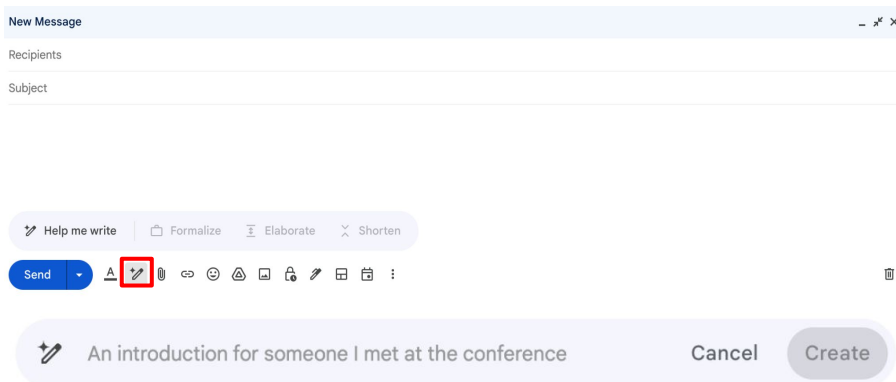 New Message
Recipients
Subject
Help me write Formalize Elaborate Shorten
Send A
An introduction for someone I met at the conference Cancel Create